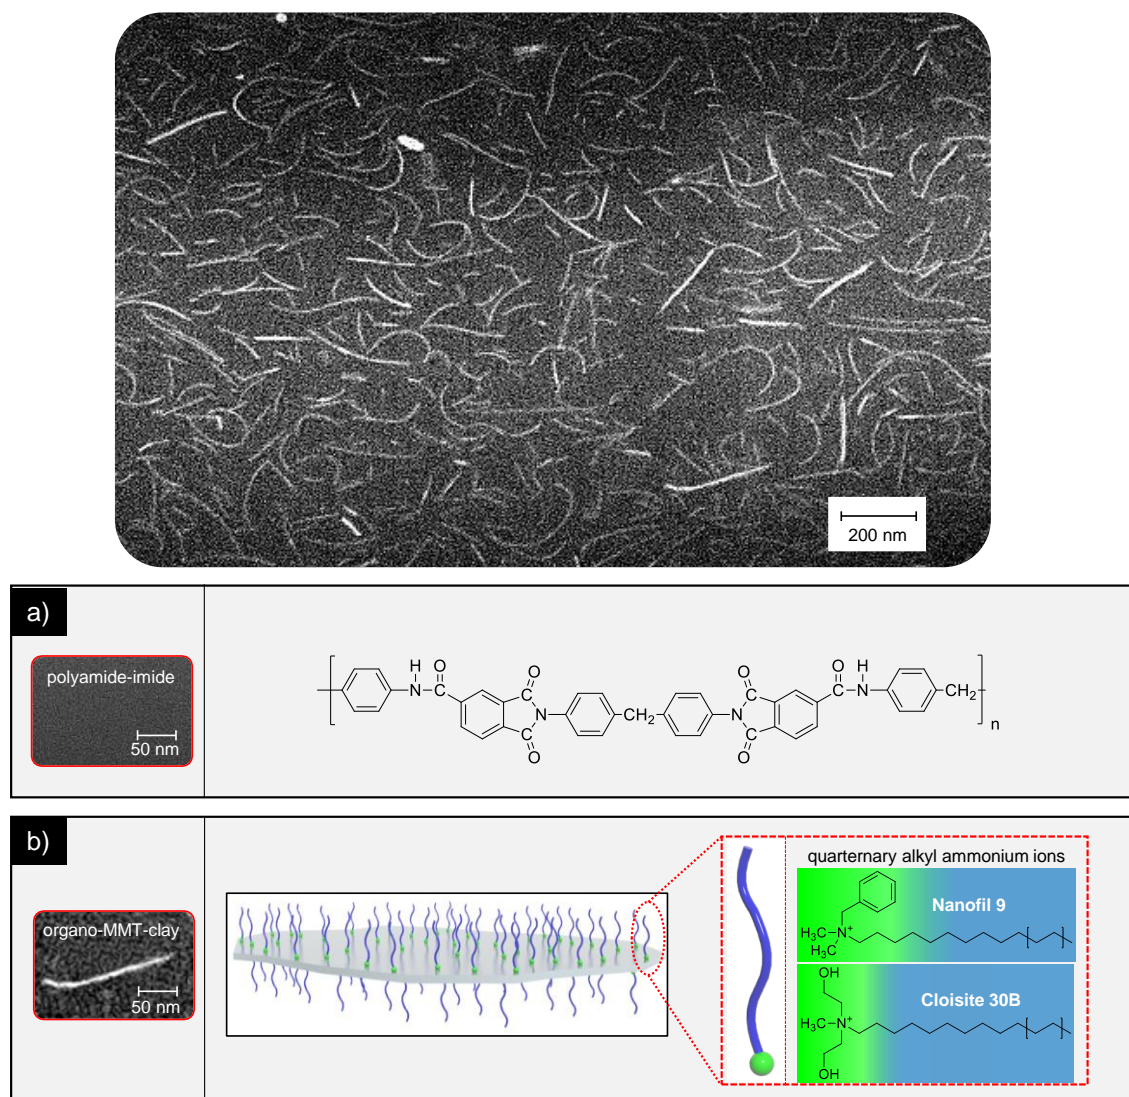 200 nm
a)
polyamide-imide
50 nm
H
N
O
O
O
N
CH2
N
O
O
O
H
N
CH2
n
b)
organo-MMT-clay
50 nm
quarternary alkyl ammonium ions
Nanofil 9
H3C
N+
H3C
OH
Cloisite 30B
H3C
N+
OH